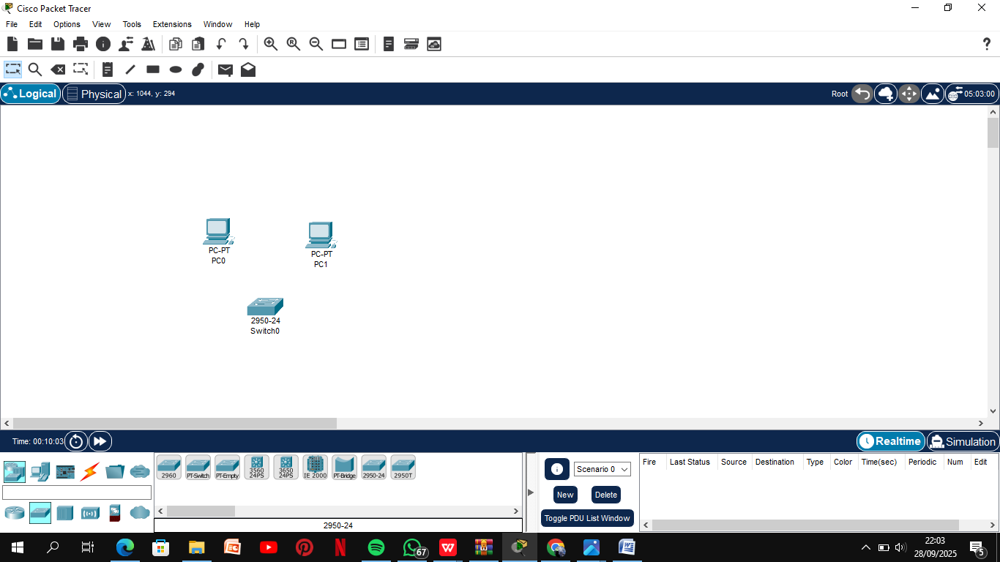 Cisco Packet Tracer
File Edit Options View Tools Extensions Window Help
Logical Physical x: 1044, y: 294 Root 05:03:00
PC-PT
PC0
PC-PT
PC1
2950-24
Switch0
Time: 00:10:03 Realtime Simulation
2960 PT-Switch PT-Empty 3560 24PS 3650 24PS IE 2000 PT-Bridge 2950-24 2950T
2950-24
Scenario 0
New Delete
Toggle PDU List Window
Fire Last Status Source Destination Type Color Time(sec) Periodic Num Edit
67
22:03
28/09/2025
5